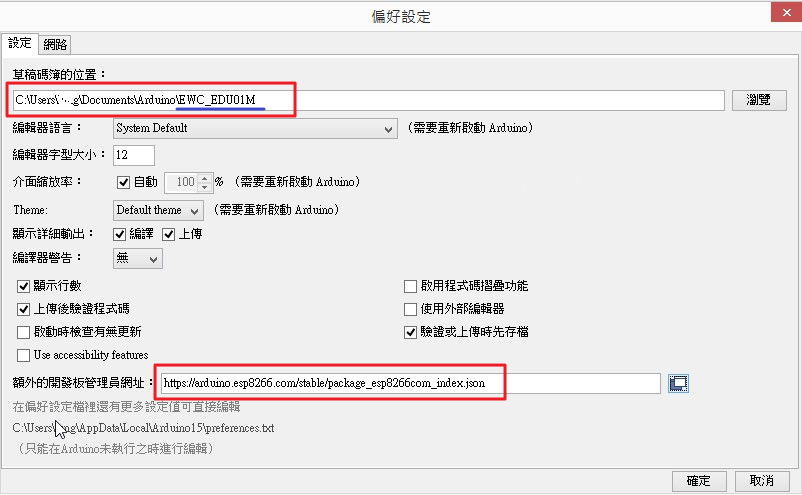 偏好設定
設定 網路
草稿碼簿的位置：
C:\Users\ g\Documents\Arduino\EWC_EDU01M 瀏覽
編輯器語言： System Default （需要重新啟動 Arduino）
編輯器字型大小： 12
介面縮放率： 自動 100 % （需要重新啟動 Arduino）
Theme: Default theme （需要重新啟動 Arduino）
顯示詳細輸出： 編譯 上傳
編譯器警告： 無
顯示行數 啟用程式碼摺疊功能
上傳後驗證程式碼 使用外部編輯器
啟動時檢查有無更新 驗證或上傳時先存檔
Use accessibility features
額外的開發板管理員網址： https://arduino.esp8266.com/stable/package_esp8266com_index.json
在偏好設定檔裡還有更多設定值可直接編輯
C:\Users\ ng\AppData\Local\Arduino15\preferences.txt
（只能在Arduino未執行之時進行編輯）
確定 取消